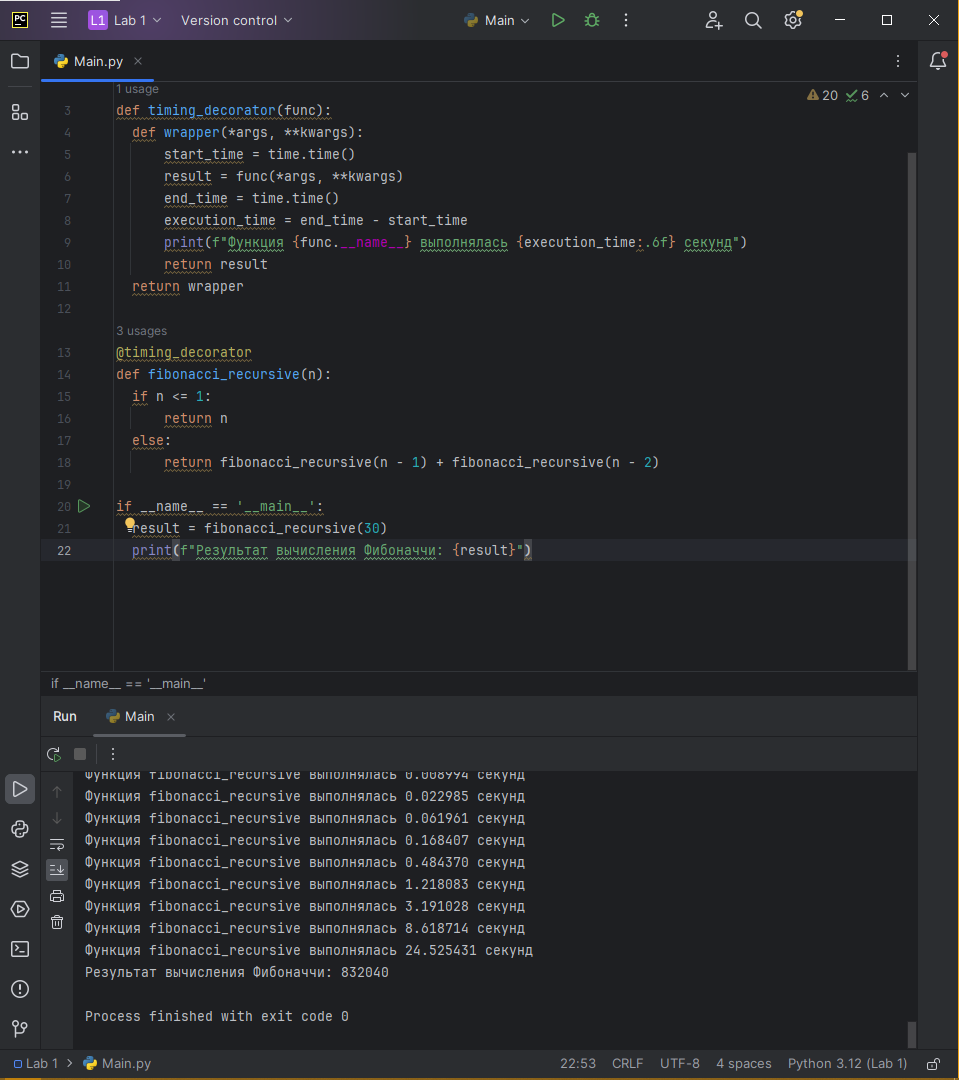 PC L1 Lab 1 Version control Main
Main.py
1 usage
20 6
3 def timing_decorator(func):
4 def wrapper(*args, **kwargs):
5 start_time = time.time()
6 result = func(*args, **kwargs)
7 end_time = time.time()
8 execution_time = end_time - start_time
9 print(f"Функция {func.__name__} выполнялась {execution_time:.6f} секунд")
10 return result
11 return wrapper
12
3 usages
13 @timing_decorator
14 def fibonacci_recursive(n):
15 if n <= 1:
16 return n
17 else:
18 return fibonacci_recursive(n - 1) + fibonacci_recursive(n - 2)
19
20 if __name__ == '__main__':
21 result = fibonacci_recursive(30)
22 print(f"Результат вычисления Фибоначчи: {result}")
if __name__ == '__main__'
Run Main
Функция fibonacci_recursive выполнялась 0.008994 секунд
Функция fibonacci_recursive выполнялась 0.022985 секунд
Функция fibonacci_recursive выполнялась 0.061961 секунд
Функция fibonacci_recursive выполнялась 0.168407 секунд
Функция fibonacci_recursive выполнялась 0.484370 секунд
Функция fibonacci_recursive выполнялась 1.218083 секунд
Функция fibonacci_recursive выполнялась 3.191028 секунд
Функция fibonacci_recursive выполнялась 8.618714 секунд
Функция fibonacci_recursive выполнялась 24.525431 секунд
Результат вычисления Фибоначчи: 832040
Process finished with exit code 0
Lab 1 Main.py 22:53 CRLF UTF-8 4 spaces Python 3.12 (Lab 1)